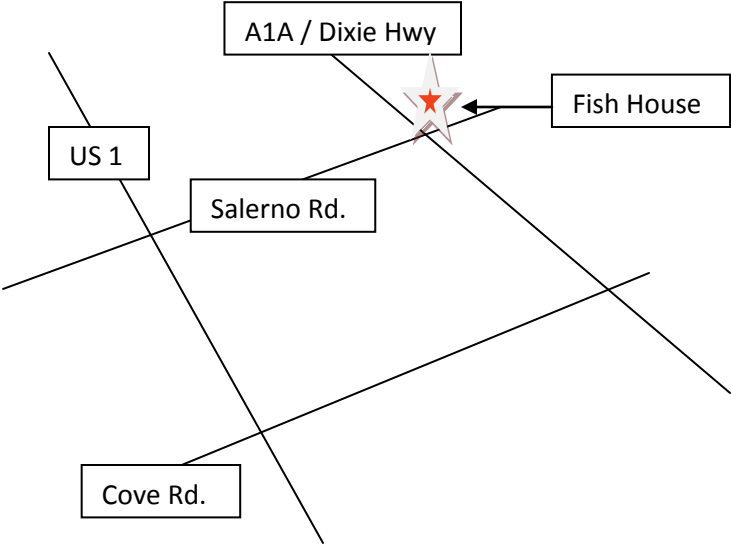 A1A / Dixie Hwy
Fish House
US 1
Salerno Rd.
Cove Rd.